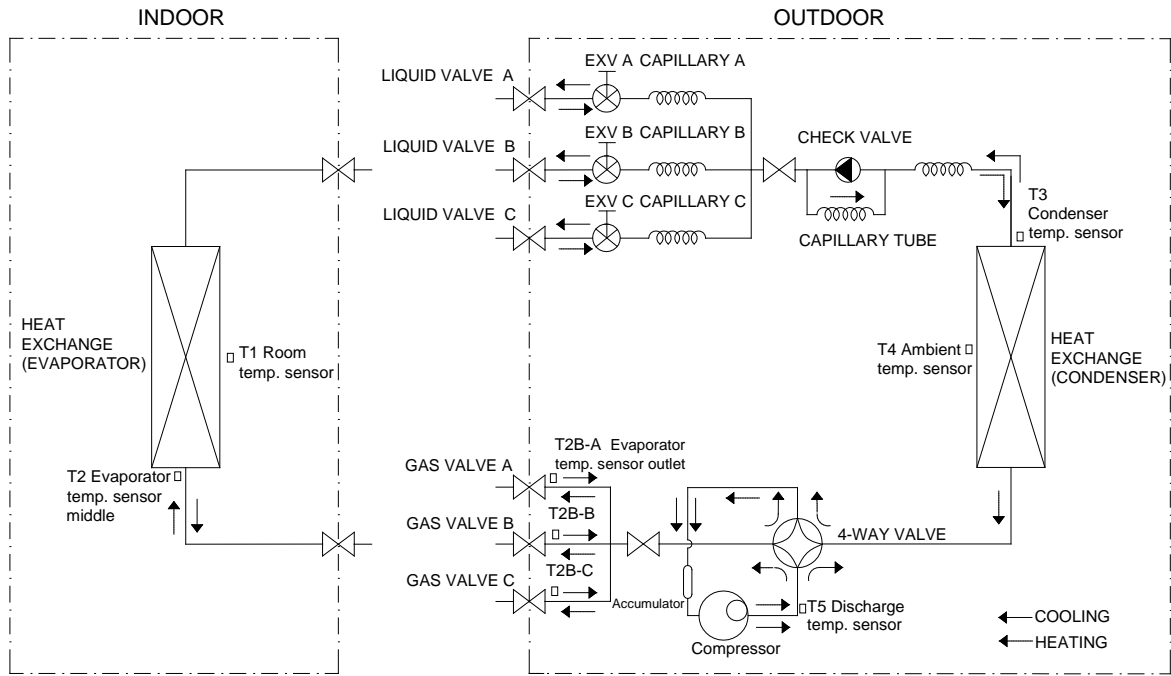 INDOOR
OUTDOOR
LIQUID VALVE A
EXV A CAPILLARY A
LIQUID VALVE B
EXV B CAPILLARY B
LIQUID VALVE C
EXV C CAPILLARY C
CHECK VALVE
CAPILLARY TUBE
T3
Condenser
temp. sensor
HEAT
EXCHANGE
(EVAPORATOR)
T1 Room
temp. sensor
T4 Ambient
temp. sensor
HEAT
EXCHANGE
(CONDENSER)
T2 Evaporator
temp. sensor
middle
GAS VALVE A
T2B-A Evaporator
temp. sensor outlet
GAS VALVE B
T2B-B
GAS VALVE C
T2B-C
4-WAY VALVE
Accumulator
Compressor
T5 Discharge
temp. sensor
COOLING
HEATING